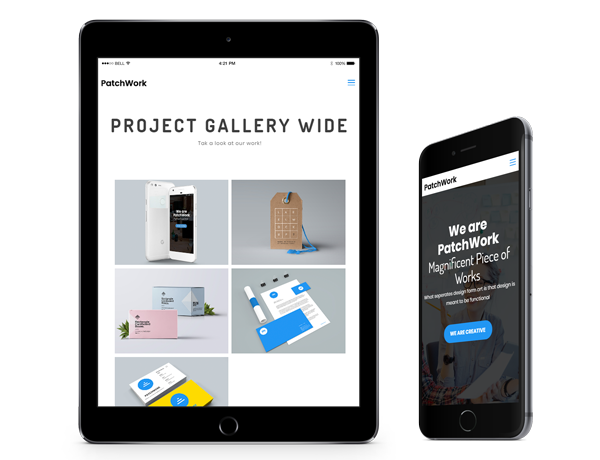 ●●●○○ BELL
4:21 PM
100%
PatchWork
PROJECT GALLERY WIDE
Tak a look at our work!
We are
PatchWork
PatchWork
We are
PatchWork
Magnificent Piece of
Works
What separates design form art is that design is
meant to be functional
WE ARE CREATIVE